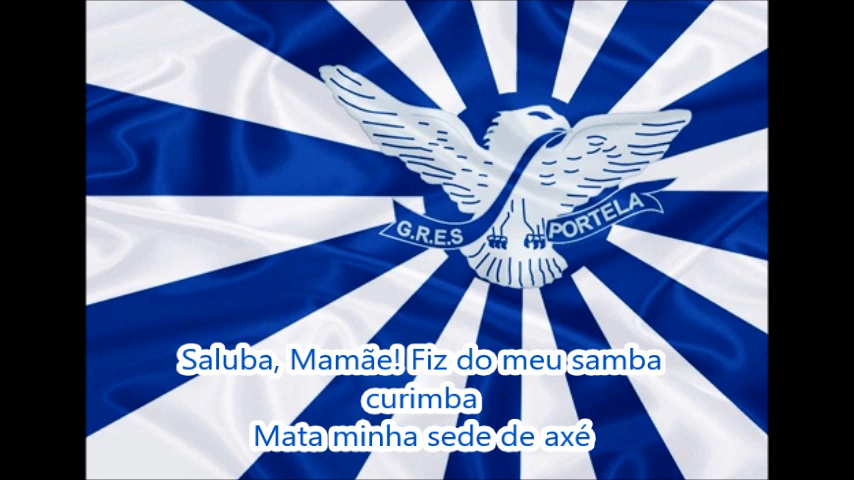 G.R.E.S PORTELA
Saluba, Mamãe! Fiz do meu samba
curimba
Mata minha sede de axé